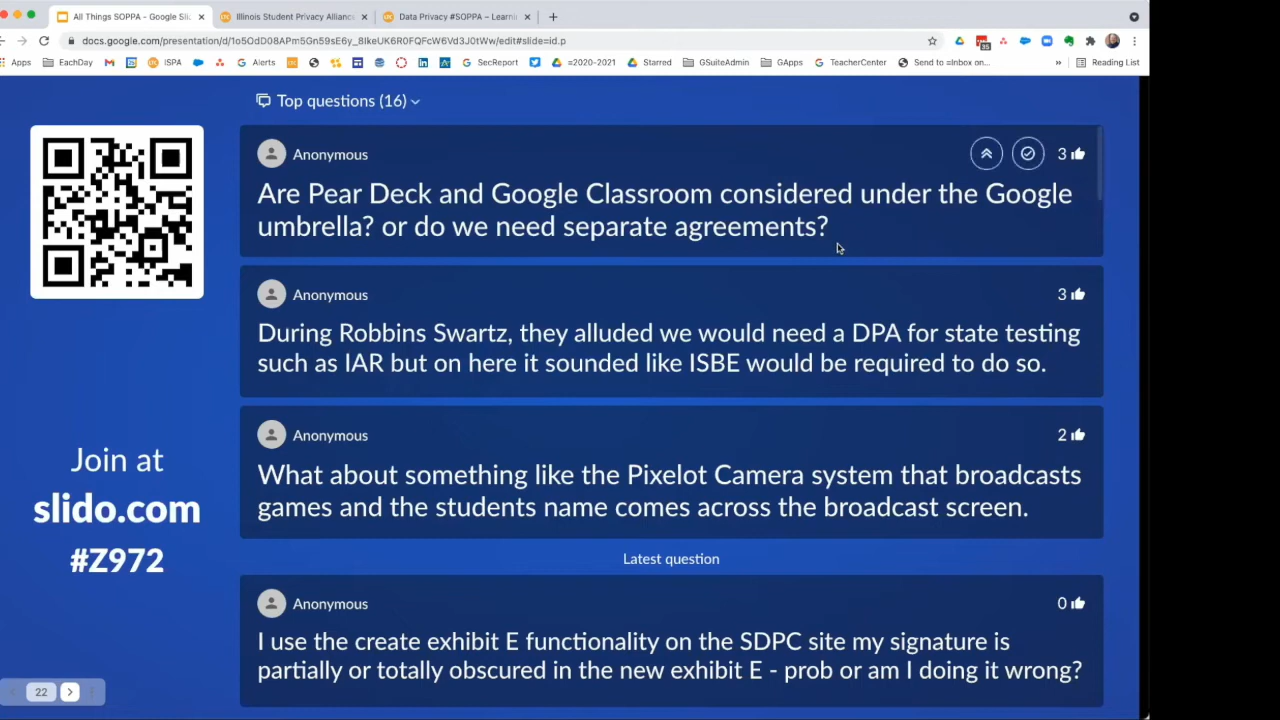 All Things SOPPA - Google Sli
Illinois Student Privacy Allianc
Data Privacy #SOPPA – Learni
docs.google.com/presentation/d/1o5OdD08APm5Gn59sE6y_8IkeUK6R0FQFcW6Vd3J0tWw/edit#slide=id.p
35
Apps
EachDay
ISPA
Alerts
SecReport
=2020-2021
Starred
GSuiteAdmin
GApps
TeacherCenter
Send to =Inbox on...
»
Reading List
Top questions (16)
Anonymous
3
Are Pear Deck and Google Classroom considered under the Google
umbrella? or do we need separate agreements?
Anonymous
3
During Robbins Swartz, they alluded we would need a DPA for state testing
such as IAR but on here it sounded like ISBE would be required to do so.
Anonymous
2
What about something like the Pixelot Camera system that broadcasts
games and the students name comes across the broadcast screen.
Latest question
Anonymous
0
I use the create exhibit E functionality on the SDPC site my signature is
partially or totally obscured in the new exhibit E - prob or am I doing it wrong?
Join at
slido.com
#Z972
22